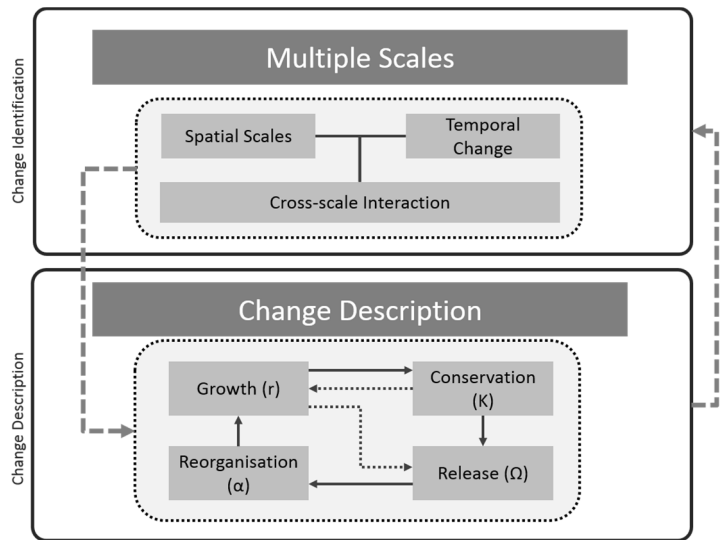 Multiple Scales
Change Identification
Spatial Scales
Temporal
Change
Cross-scale Interaction
Change Description
Change Description
Growth (r)
Conservation
(K)
Reorganisation
(α)
Release (Ω)